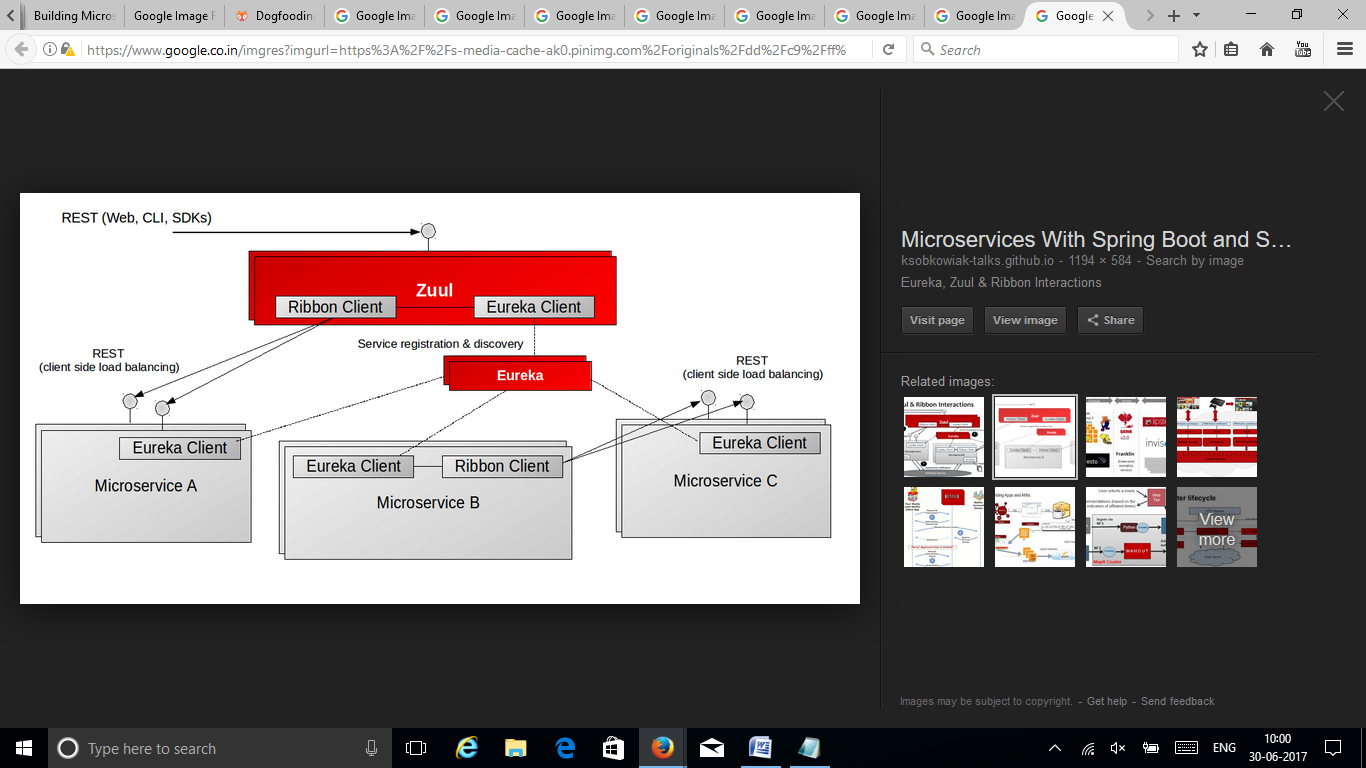 Building Micros
Google Image R
Dogfooding
Google Ima
Google Ima
Google Ima
Google Ima
Google Ima
Google Ima
Google Ima
Google
https://www.google.co.in/imgres?imgurl=https%3A%2F%2Fs-media-cache-ak0.pinimg.com%2Foriginals%2Fdd%2Fc9%2Fff%
Search
You
Tube
REST (Web, CLI, SDKs)
Zuul
Ribbon Client
Eureka Client
Service registration & discovery
REST
(client side load balancing)
Eureka
REST
(client side load balancing)
Eureka Client
Microservice A
Eureka Client
Ribbon Client
Microservice B
Eureka Client
Microservice C
Microservices With Spring Boot and S…
ksobkowiak-talks.github.io - 1194 × 584 - Search by image
Eureka, Zuul & Ribbon Interactions
Visit page
View image
Share
Related images:
View
more
Images may be subject to copyright. - Get help - Send feedback
Type here to search
ENG
10:00
30-06-2017